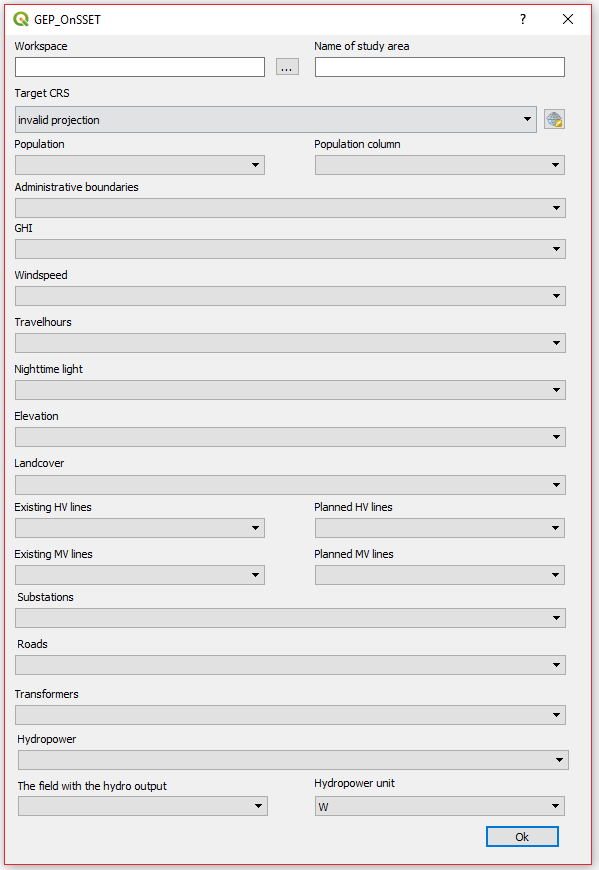 GEP_OnSSET ?
Workspace Name of study area
...
Target CRS
invalid projection
Population Population column
Administrative boundaries
GHI
Windspeed
Travelhours
Nighttime light
Elevation
Landcover
Existing HV lines Planned HV lines
Existing MV lines Planned MV lines
Substations
Roads
Transformers
Hydropower
The field with the hydro output Hydropower unit
W
Ok